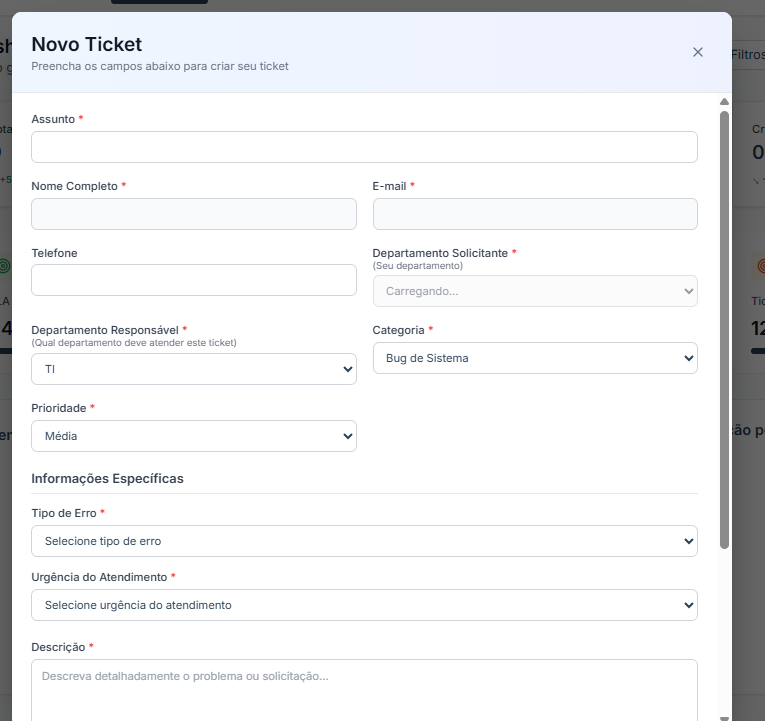 Novo Ticket
Preencha os campos abaixo para criar seu ticket
Filtros
Assunto *
Nome Completo *
E-mail *
Telefone
Departamento Solicitante *
(Seu departamento)
Carregando...
Departamento Responsável *
(Qual departamento deve atender este ticket)
TI
Categoria *
Bug de Sistema
Prioridade *
Média
Informações Específicas
Tipo de Erro *
Selecione tipo de erro
Urgência do Atendimento *
Selecione urgência do atendimento
Descrição *
Descreva detalhadamente o problema ou solicitação...